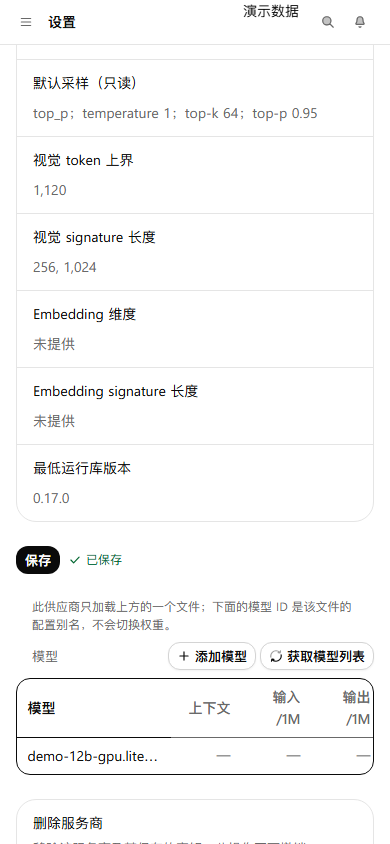 演示数据
设置
默认采样（只读）
top_p；temperature 1；top-k 64；top-p 0.95
视觉 token 上界
1,120
视觉 signature 长度
256, 1,024
Embedding 维度
未提供
Embedding signature 长度
未提供
最低运行库版本
0.17.0
保存 已保存
此供应商只加载上方的一个文件；下面的模型 ID 是该文件的
配置别名，不会切换权重。
模型 添加模型 获取模型列表
模型 上下文 输入 /1M 输出 /1M
demo-12b-gpu.lite… — — —
删除服务商